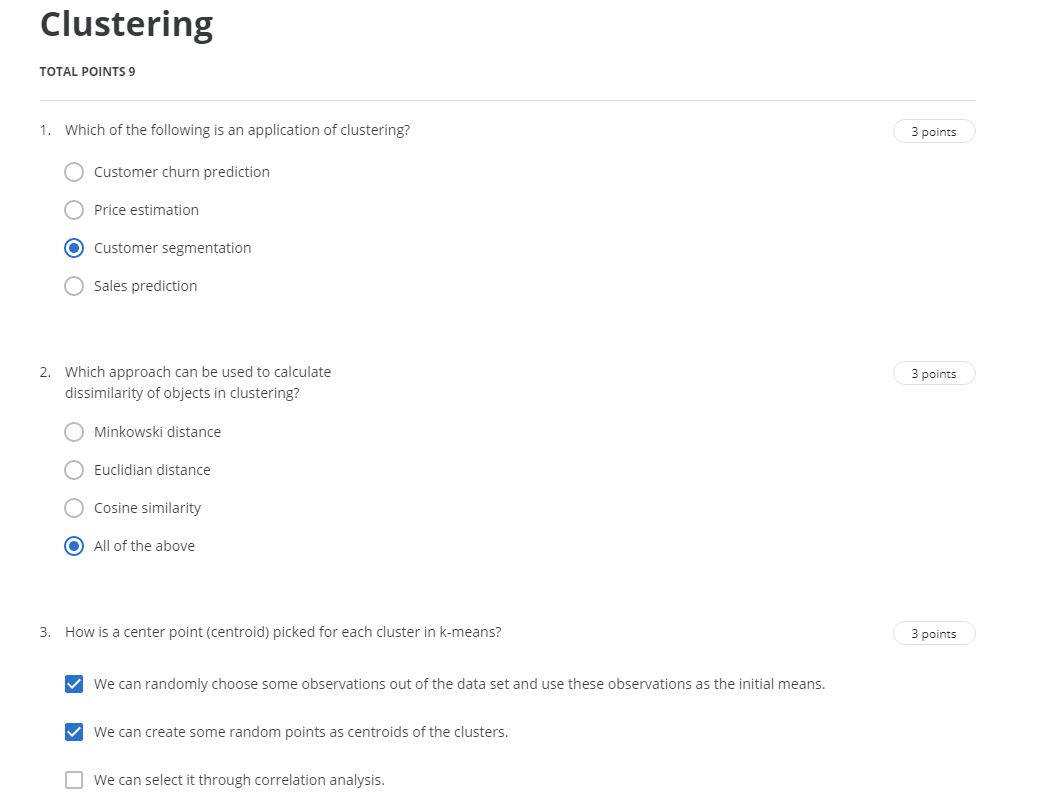 Clustering
TOTAL POINTS 9
1. Which of the following is an application of clustering?
3 points
Customer churn prediction
Price estimation
Customer segmentation
Sales prediction
2. Which approach can be used to calculate
dissimilarity of objects in clustering?
3 points
Minkowski distance
Euclidian distance
Cosine similarity
All of the above
3. How is a center point (centroid) picked for each cluster in k-means?
3 points
We can randomly choose some observations out of the data set and use these observations as the initial means.
We can create some random points as centroids of the clusters.
We can select it through correlation analysis.